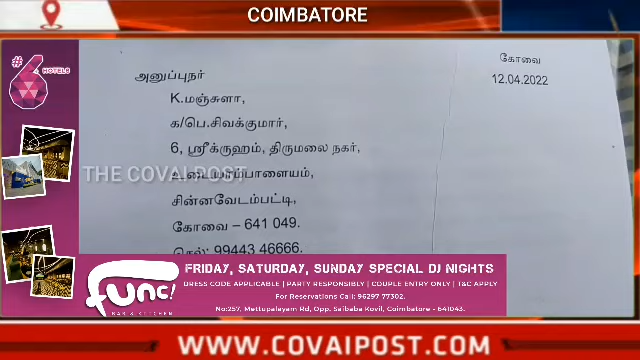 COIMBATORE
#6
HOTELS
கோவை
12.04.2022
அனுப்புநர்
K.மஞ்சுளா,
க/பெ.சிவக்குமார்,
6, ஸ்ரீக்ருஹம், திருமலை நகர்,
THE COVAI POST
உடையாம்பாளையம்,
சின்னவேடம்பட்டி,
கோவை – 641 049.
செல்: 99443 46666.
func!
BAR & KITCHEN
FRIDAY, SATURDAY, SUNDAY SPECIAL DJ NIGHTS
DRESS CODE APPLICABLE | PARTY RESPONSIBLY | COUPLE ENTRY ONLY | T&C APPLY
For Reservations Call: 96297 77302.
No:257, Mettupalayam Rd, Opp. Saibaba Kovil, Coimbatore - 641043.
WWW.COVAIPOST.COM